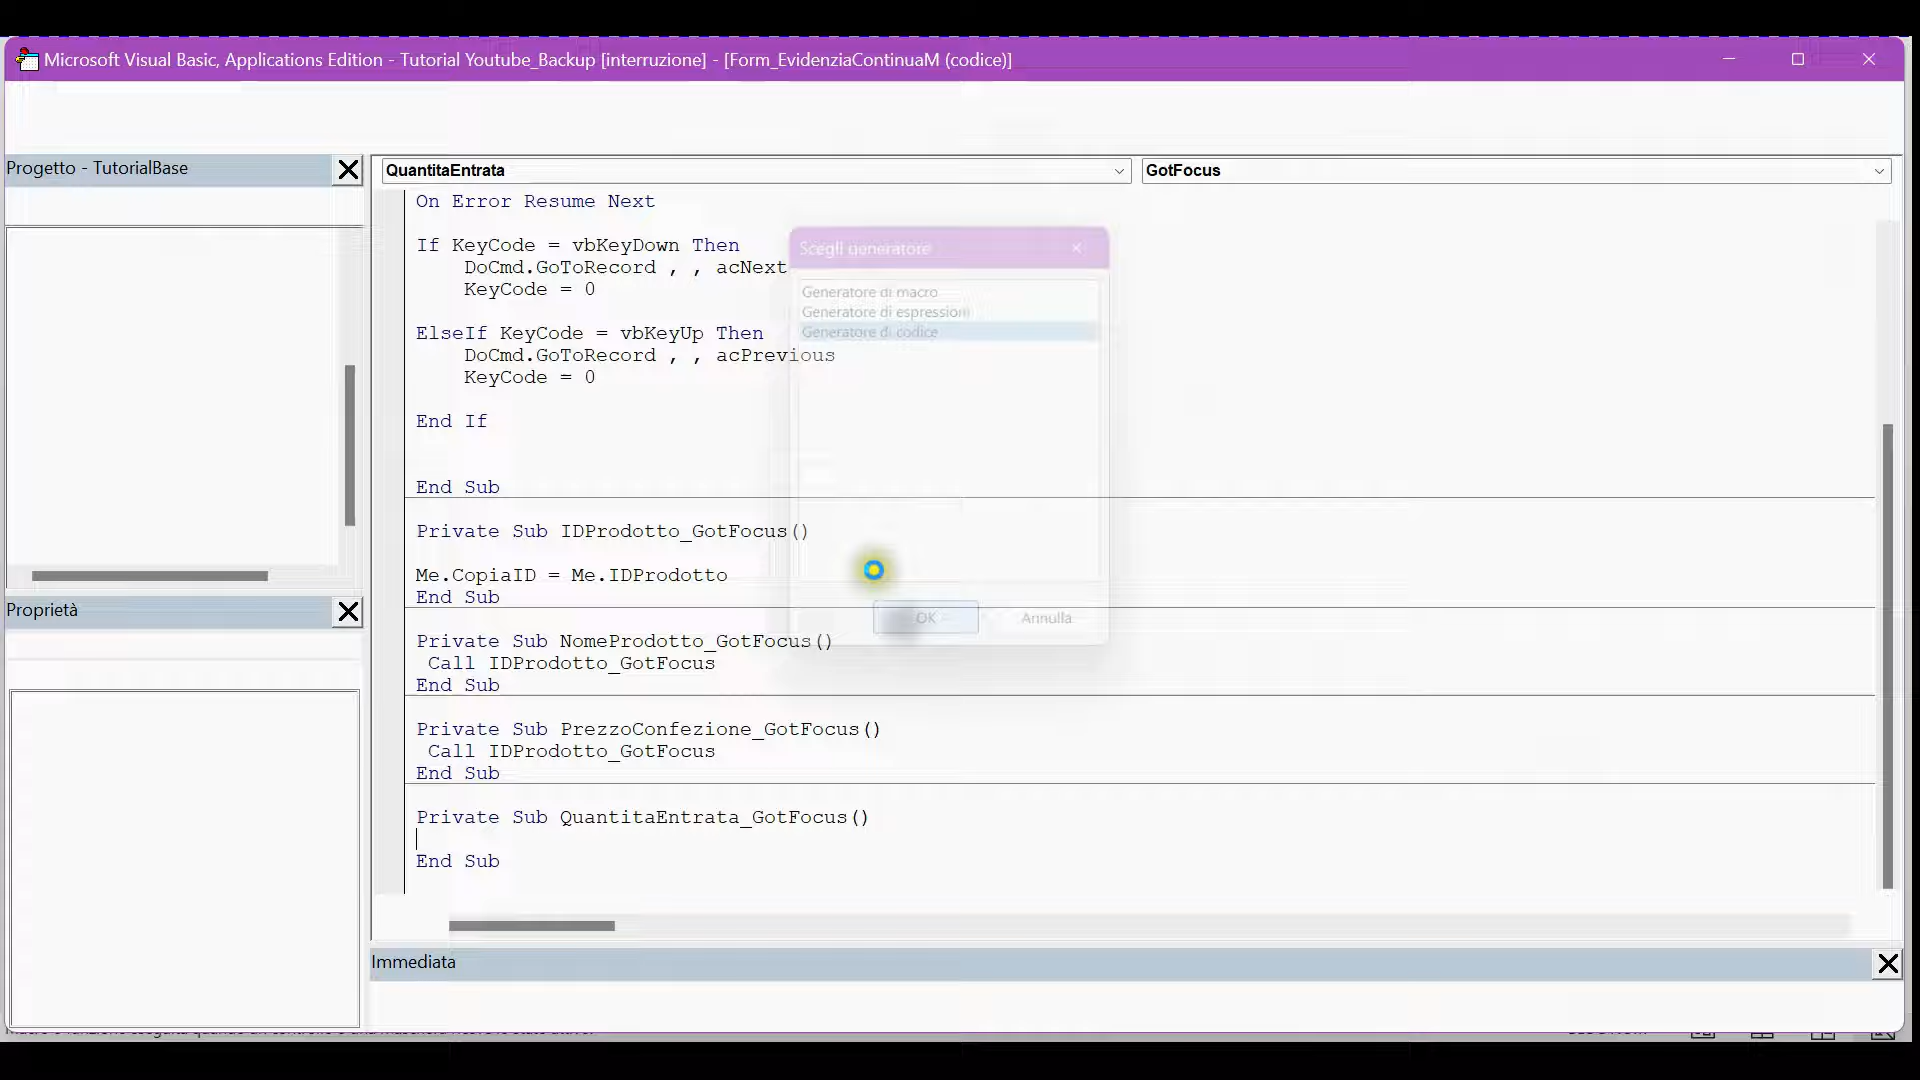 Microsoft Visual Basic, Applications Edition - Tutorial Youtube_Backup [interruzione] - [Form_EvidenziaContinuaM (codice)]
Progetto - TutorialBase
QuantitaEntrata
GotFocus
On Error Resume Next
If KeyCode = vbKeyDown Then
DoCmd.GoToRecord , , acNext
KeyCode = 0
ElseIf KeyCode = vbKeyUp Then
DoCmd.GoToRecord , , acPrevious
KeyCode = 0
End If
End Sub
Private Sub IDProdotto_GotFocus()
Me.CopiaID = Me.IDProdotto
End Sub
Private Sub NomeProdotto_GotFocus()
Call IDProdotto_GotFocus
End Sub
Private Sub PrezzoConfezione_GotFocus()
Call IDProdotto_GotFocus
End Sub
Private Sub QuantitaEntrata_GotFocus()
End Sub
Scegli generatore
Generatore di macro
Generatore di espressioni
Generatore di codice
OK
Annulla
Proprietà
Immediata